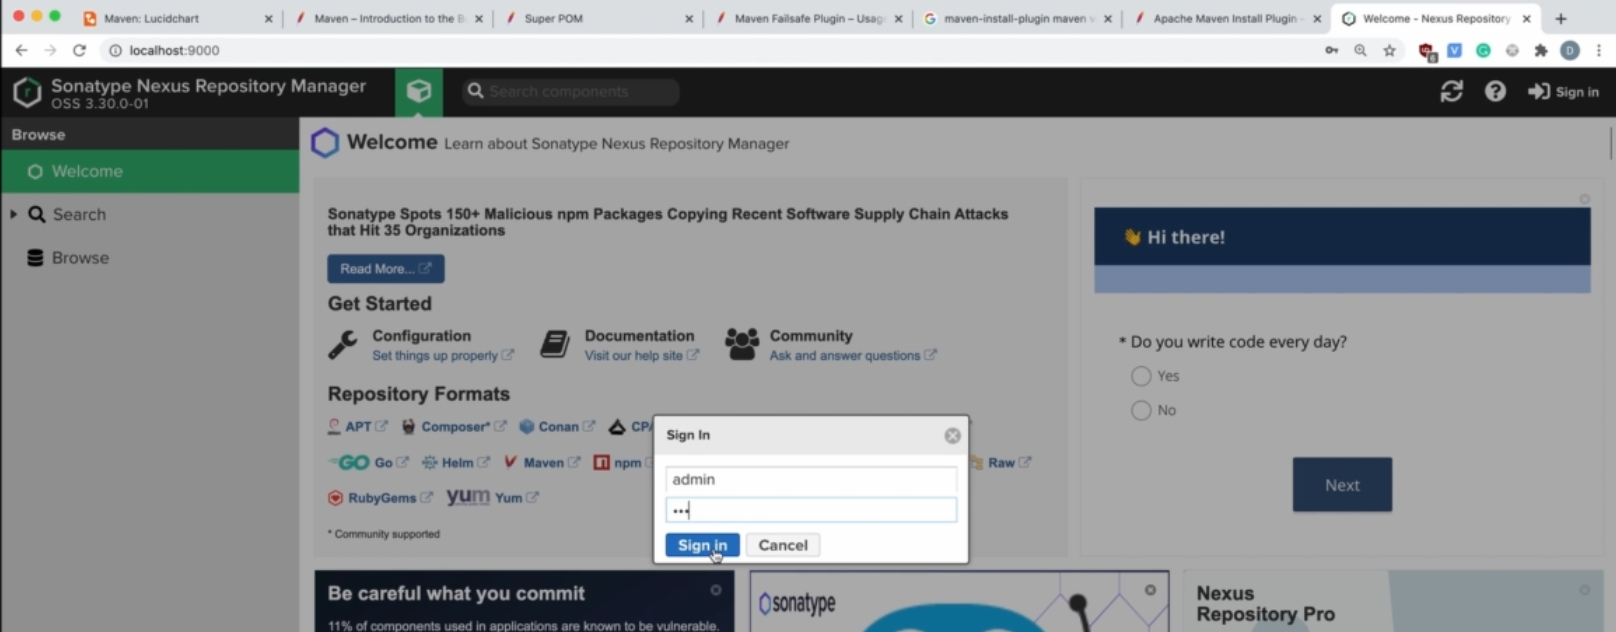 Maven: Lucidchart
Maven – Introduction to the B
Super POM
Maven Failsafe Plugin – Usag
maven-install-plugin maven
Apache Maven Install Plugin
Welcome - Nexus Repository
localhost:9000
Sonatype Nexus Repository Manager
OSS 3.30.0-01
Search components
Sign in
Browse
Welcome
Search
Browse
Welcome Learn about Sonatype Nexus Repository Manager
Sonatype Spots 150+ Malicious npm Packages Copying Recent Software Supply Chain Attacks
that Hit 35 Organizations
Read More...
Get Started
Configuration
Set things up properly
Documentation
Visit our help site
Community
Ask and answer questions
Repository Formats
APT Composer* Conan CPA
GO Go Helm Maven npm Raw
RubyGems yum Yum
* Community supported
Sign In
admin
•••
Sign in Cancel
👋 Hi there!
* Do you write code every day?
Yes
No
Next
Be careful what you commit
11% of components used in applications are known to be vulnerable.
sonatype
Nexus
Repository Pro